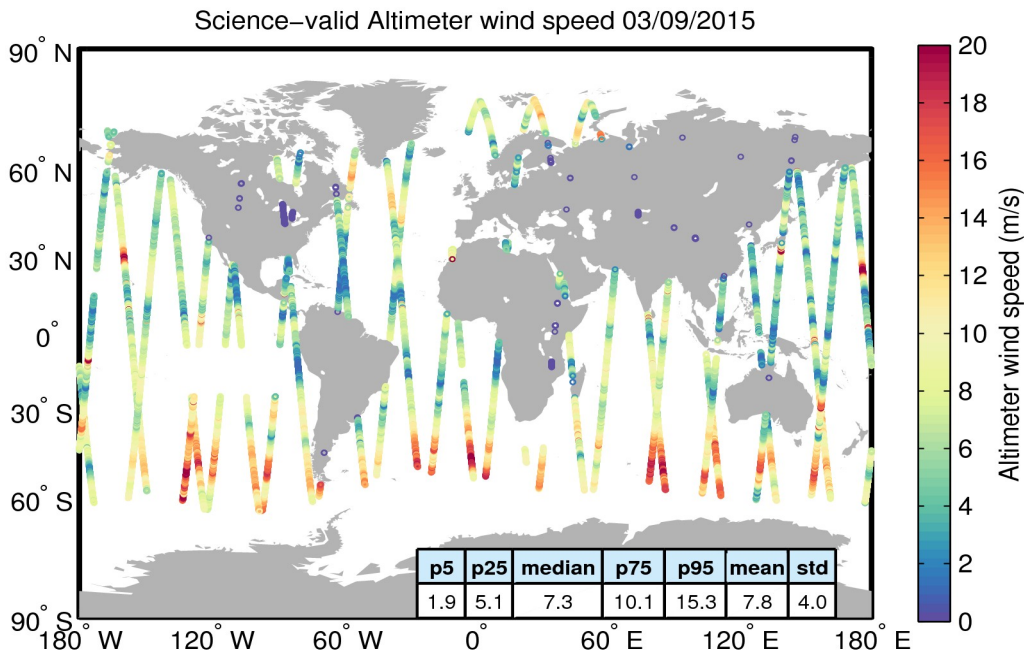 Science−valid Altimeter wind speed 03/09/2015
90° N
60° N
30° N
0°
30° S
60° S
90° S
180° W
120° W
60° W
0°
60° E
120° E
180° E
p5 p25 median p75 p95 mean std
1.9 5.1 7.3 10.1 15.3 7.8 4.0
20
18
16
14
12
10
8
6
4
2
0
Altimeter wind speed (m/s)